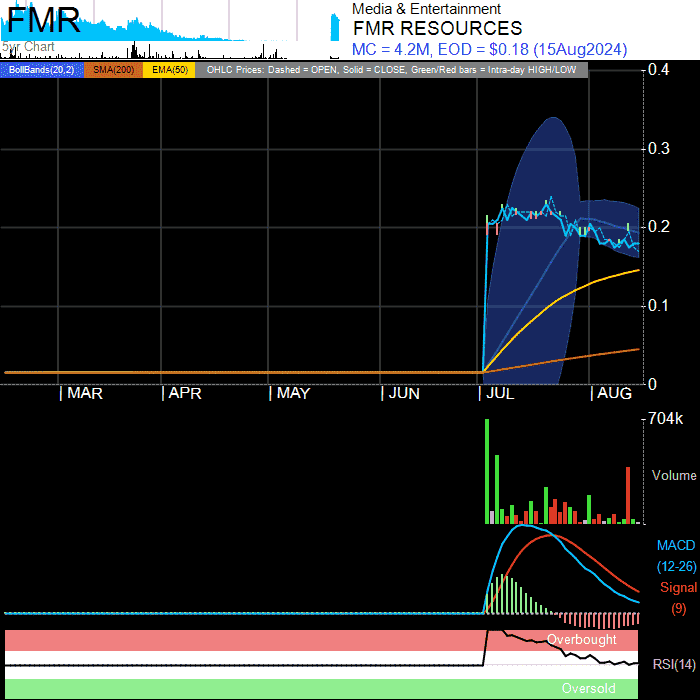 FMR
5yr Chart
Media & Entertainment
FMR RESOURCES
MC = 4.2M, EOD = $0.18 (15Aug2024)
BollBands(20,2) SMA(200) EMA(50) OHLC Prices: Dashed = OPEN, Solid = CLOSE, Green/Red bars = Intra-day HIGH/LOW
0.4
0.3
0.2
0.1
0
MAR APR MAY JUN JUL AUG
704k
Volume
MACD
(12-26)
Signal
(9)
Overbought
RSI(14)
Oversold